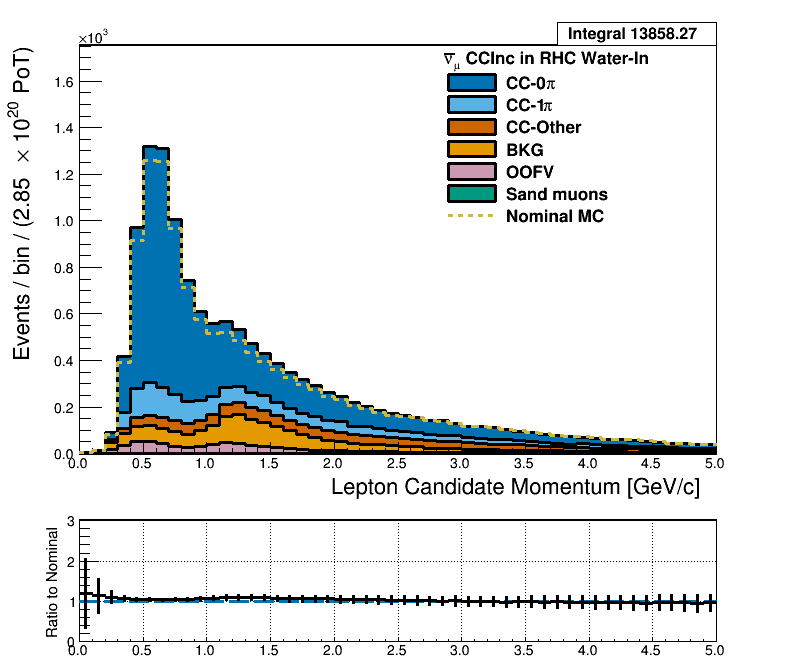 Integral 13858.27
×10³
ν̅μ CCInc in RHC Water-In
CC-0π
CC-1π
CC-Other
BKG
OOFV
Sand muons
Nominal MC
Events / bin / (2.85 × 10²⁰ PoT)
1.6
1.4
1.2
1.0
0.8
0.6
0.4
0.2
0.0
0.0 0.5 1.0 1.5 2.0 2.5 3.0 3.5 4.0 4.5 5.0
Lepton Candidate Momentum [GeV/c]
Ratio to Nominal
3
2
1
0
0.0 0.5 1.0 1.5 2.0 2.5 3.0 3.5 4.0 4.5 5.0